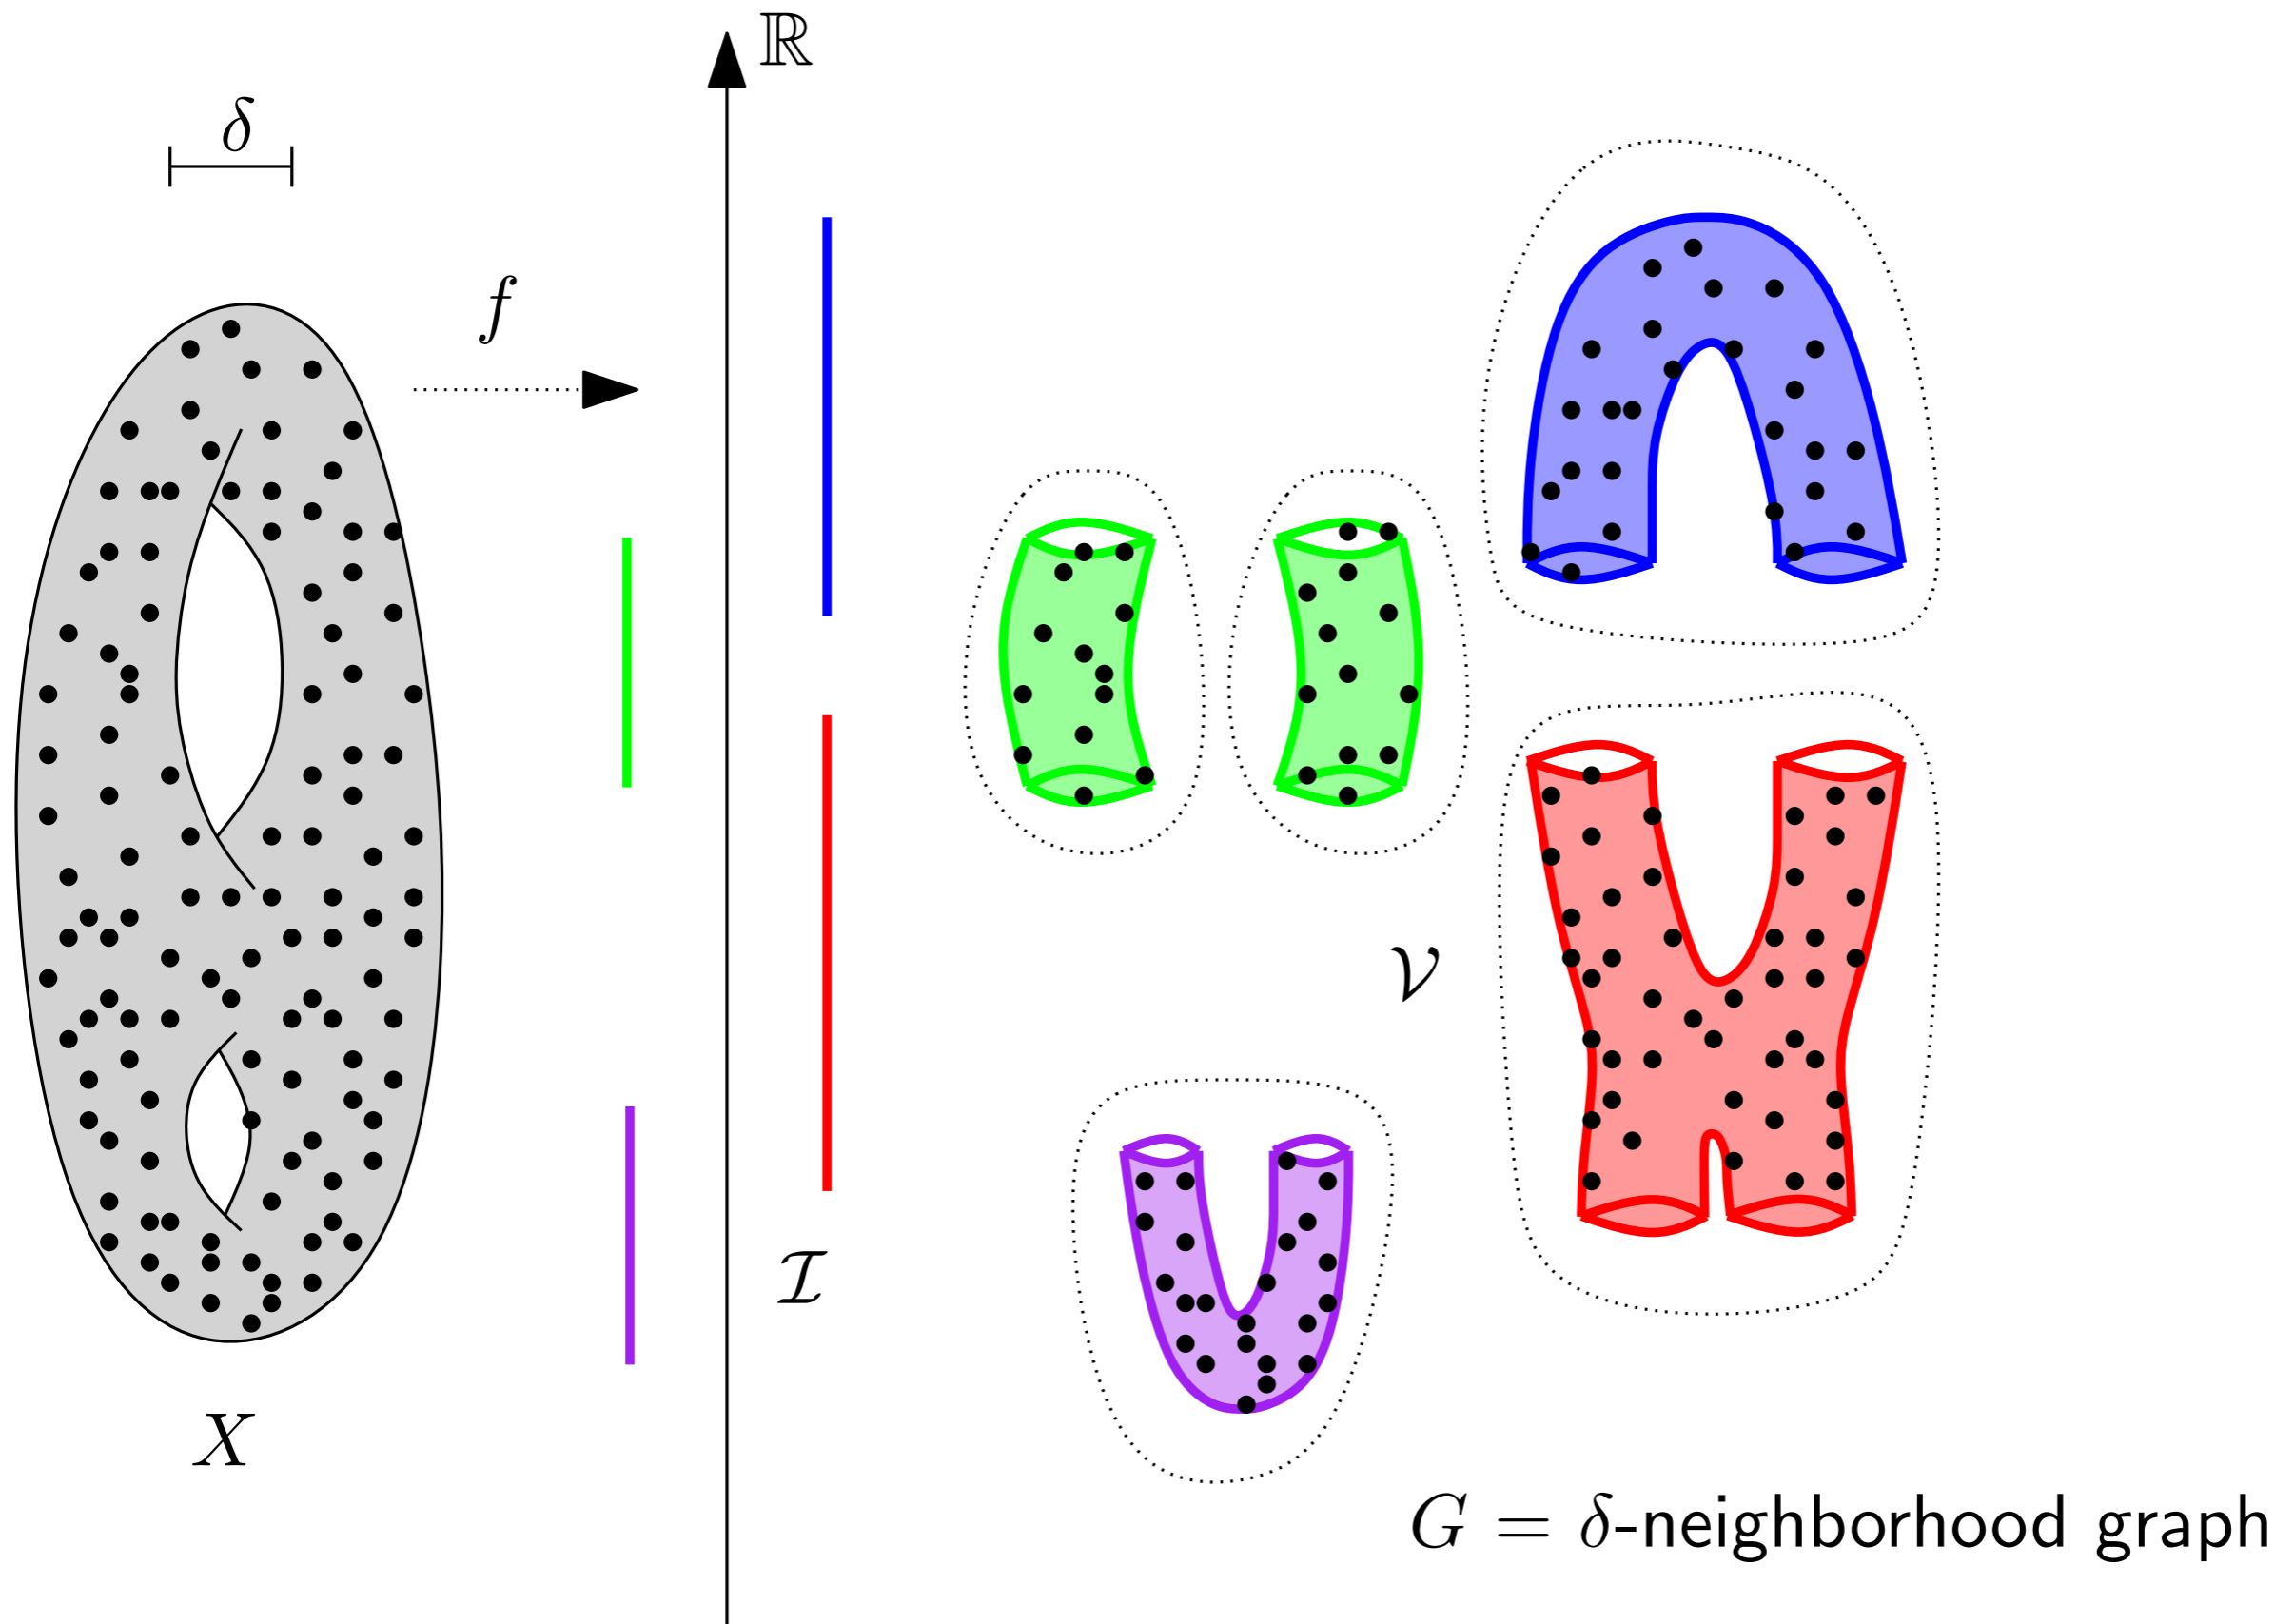 ℝ
δ
f
𝒱
ℐ
X
G = δ-neighborhood graph